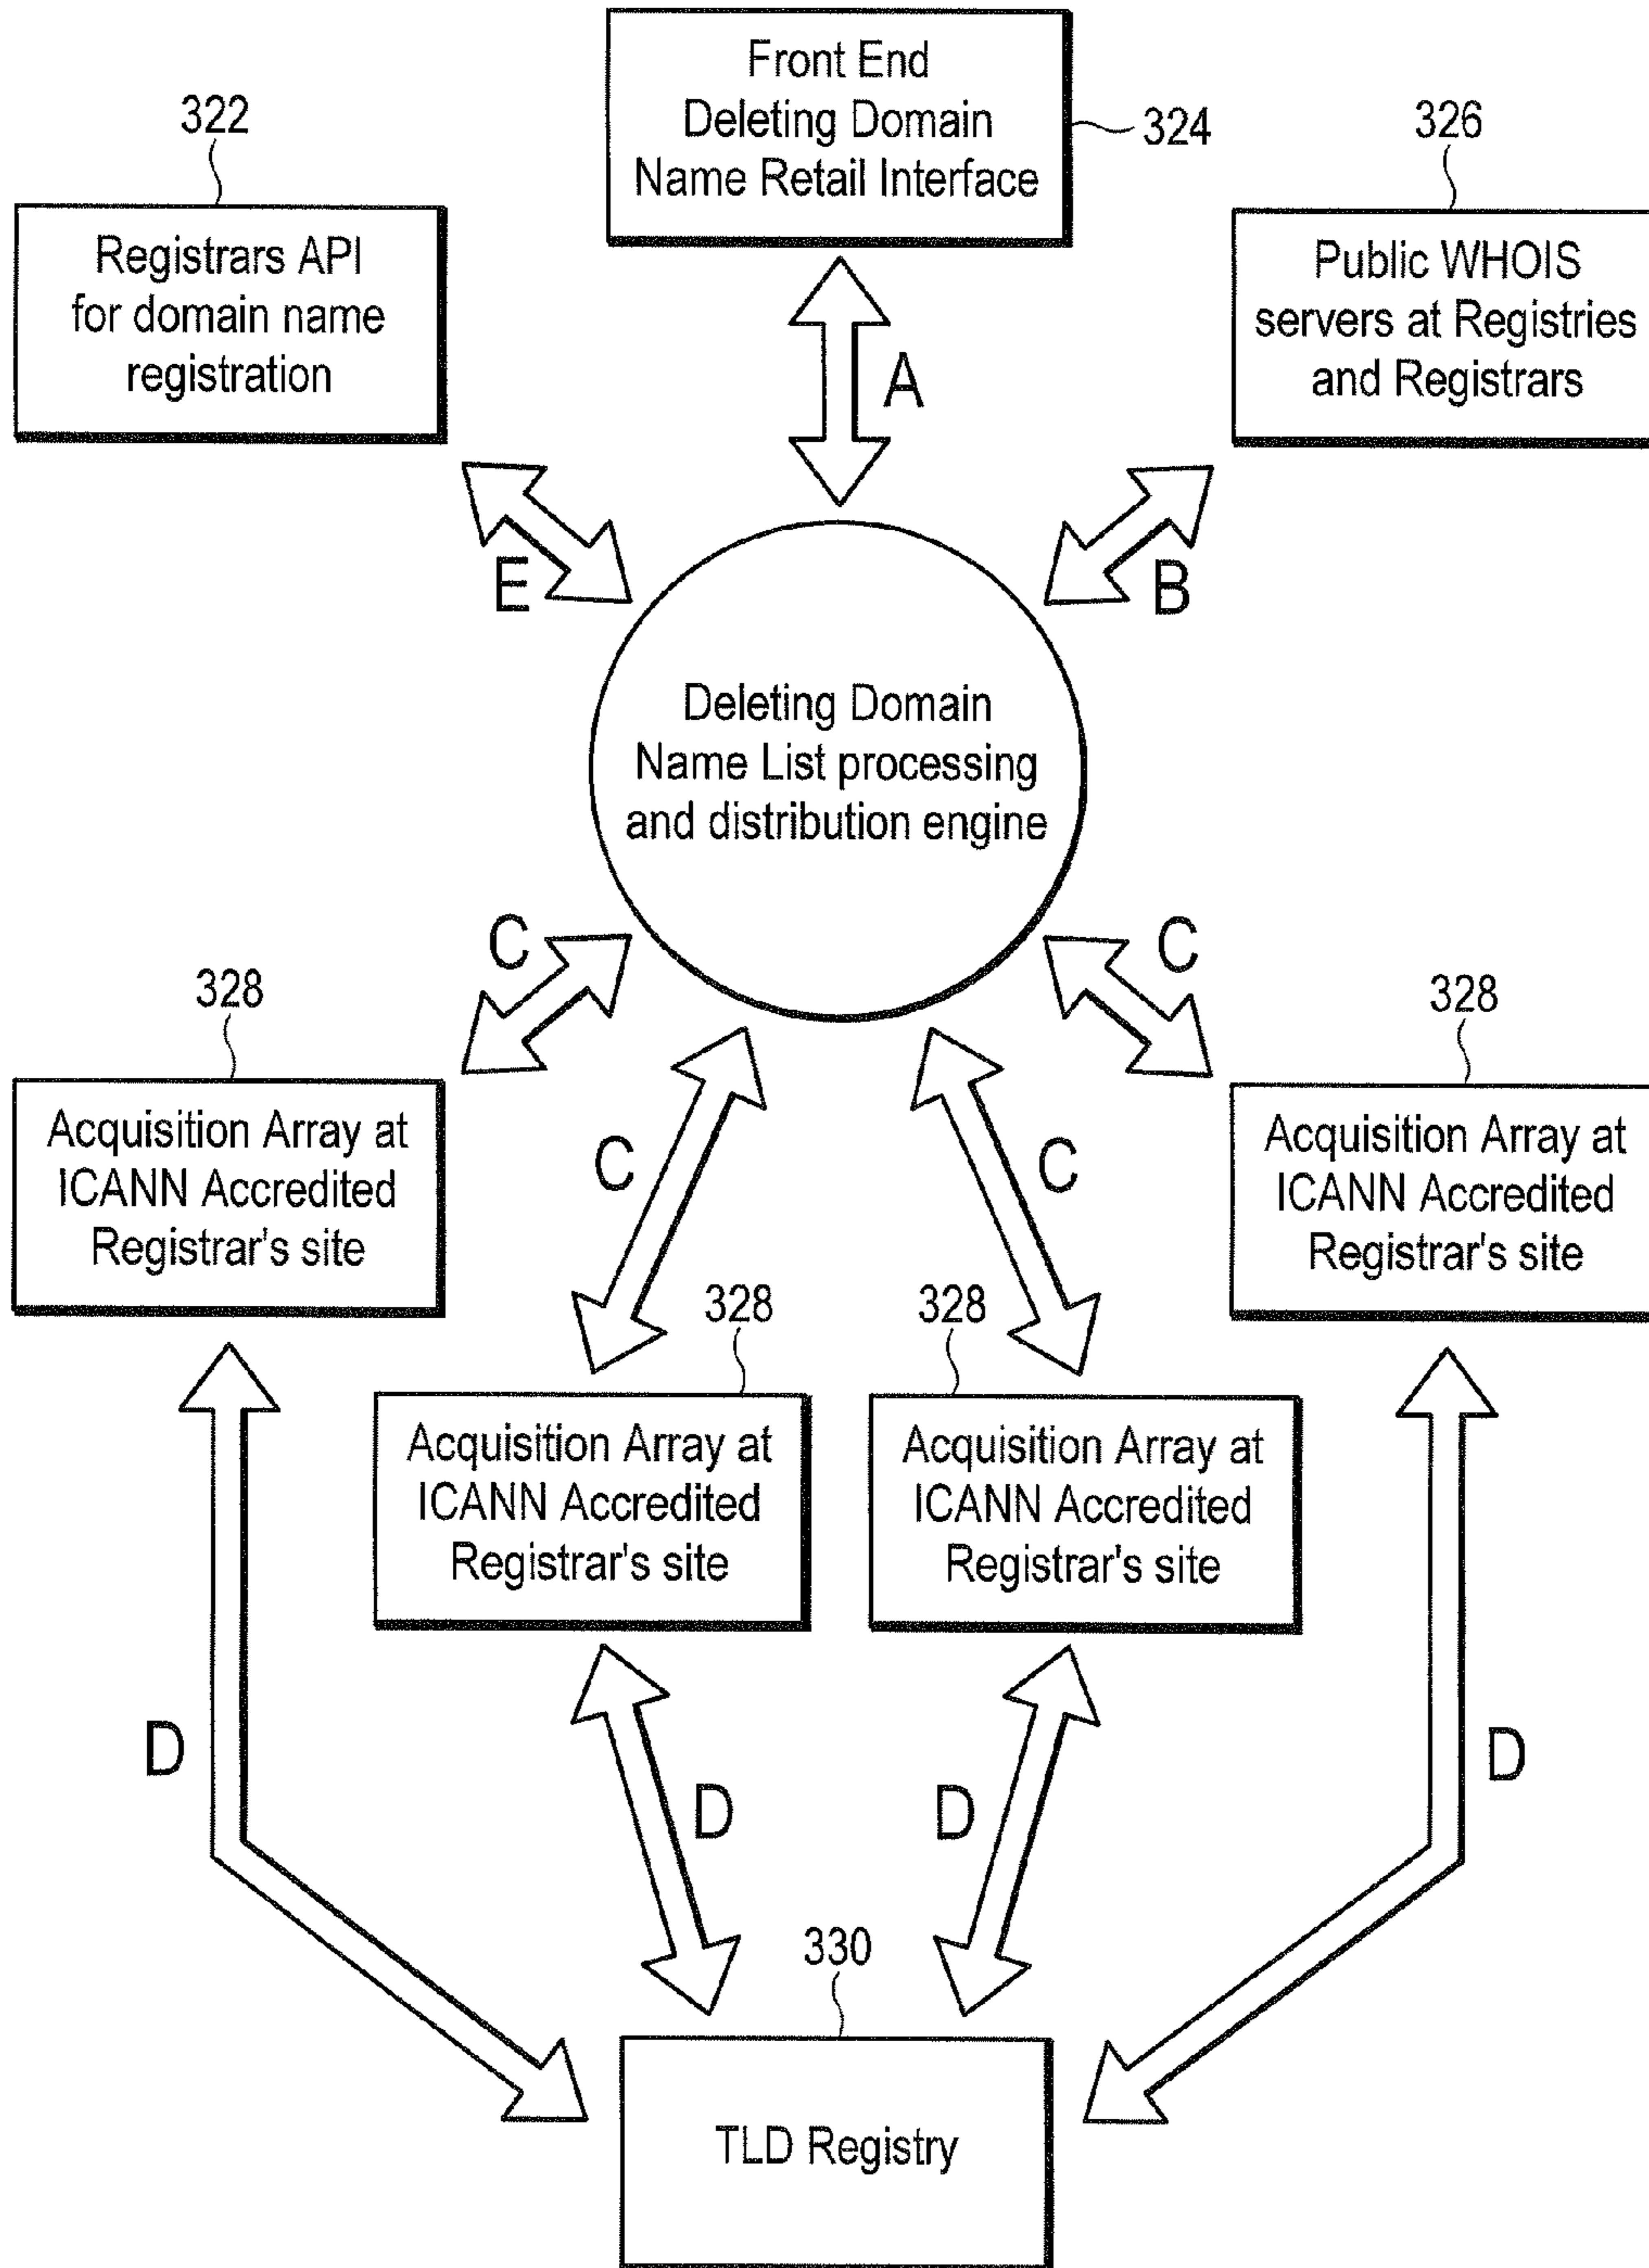 Front End
Deleting Domain
Name Retail Interface
324
322
Registrars API
for domain name
registration
326
Public WHOIS
servers at Registries
and Registrars
A
E
B
Deleting Domain
Name List processing
and distribution engine
C
C
328
Acquisition Array at
ICANN Accredited
Registrar's site
328
Acquisition Array at
ICANN Accredited
Registrar's site
C
C
328
Acquisition Array at
ICANN Accredited
Registrar's site
328
Acquisition Array at
ICANN Accredited
Registrar's site
D
D
D
D
330
TLD Registry